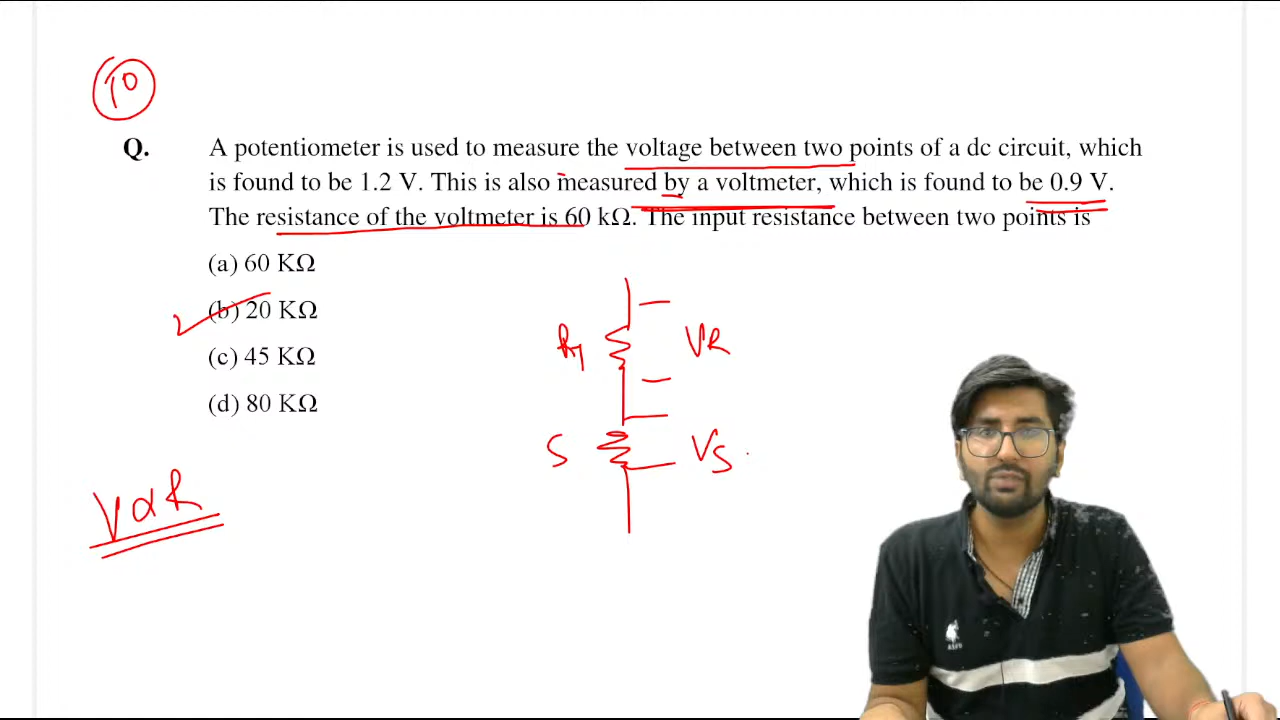 10
Q. A potentiometer is used to measure the voltage between two points of a dc circuit, which
is found to be 1.2 V. This is also measured by a voltmeter, which is found to be 0.9 V.
The resistance of the voltmeter is 60 kΩ. The input resistance between two points is
(a) 60 KΩ
(b) 20 KΩ
(c) 45 KΩ
(d) 80 KΩ
VR
S VS
V α R